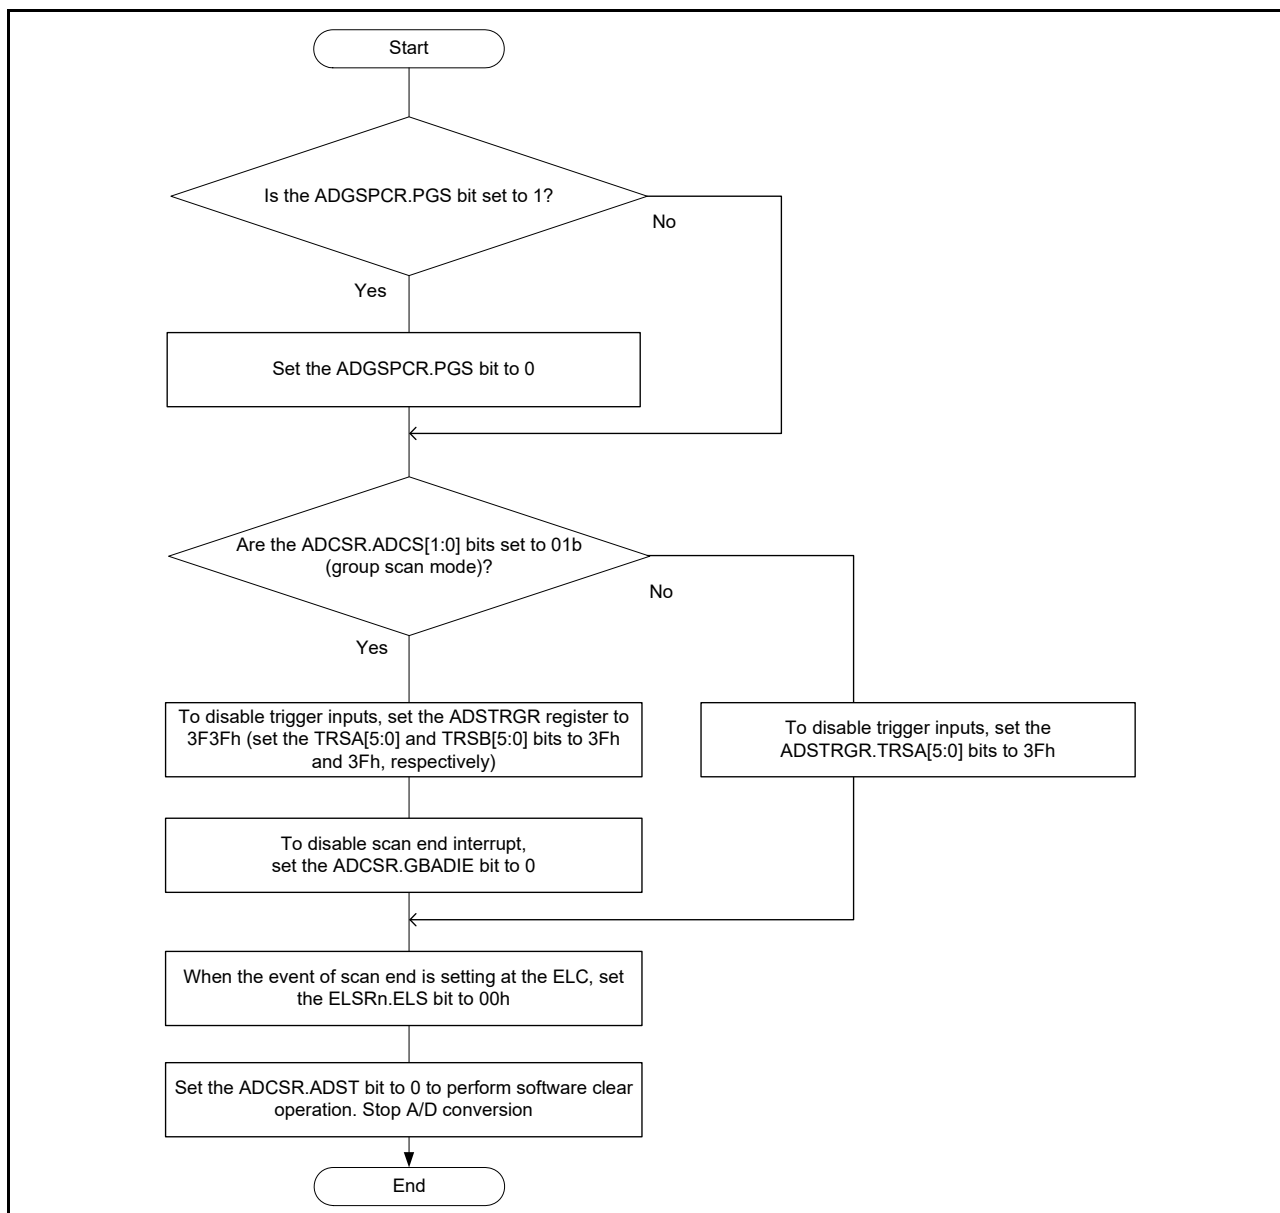 Start
Is the ADGSPCR.PGS bit set to 1?
No
Yes
Set the ADGSPCR.PGS bit to 0
Are the ADCSR.ADCS[1:0] bits set to 01b
(group scan mode)?
No
Yes
To disable trigger inputs, set the ADSTRGR register to
3F3Fh (set the TRSA[5:0] and TRSB[5:0] bits to 3Fh
and 3Fh, respectively)
To disable trigger inputs, set the
ADSTRGR.TRSA[5:0] bits to 3Fh
To disable scan end interrupt,
set the ADCSR.GBADIE bit to 0
When the event of scan end is setting at the ELC, set
the ELSRn.ELS bit to 00h
Set the ADCSR.ADST bit to 0 to perform software clear
operation. Stop A/D conversion
End